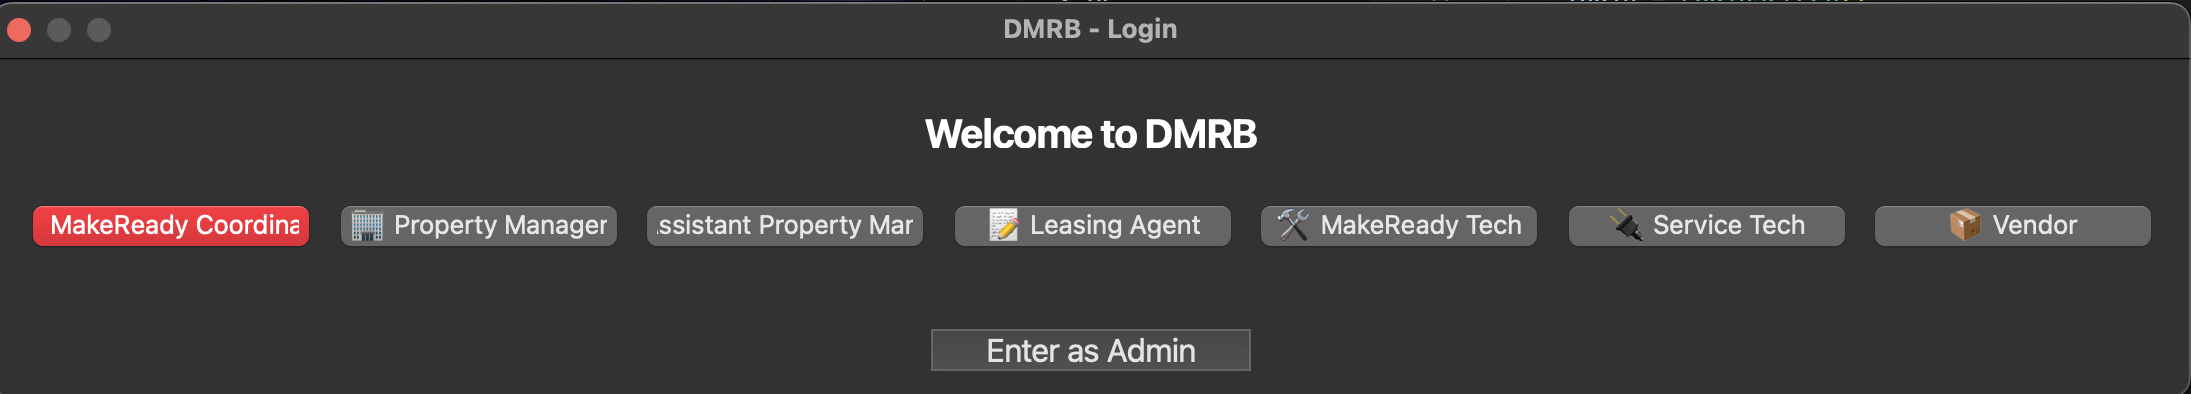 DMRB - Login
Welcome to DMRB
MakeReady Coordina
Property Manager
ssistant Property Mar
Leasing Agent
MakeReady Tech
Service Tech
Vendor
Enter as Admin